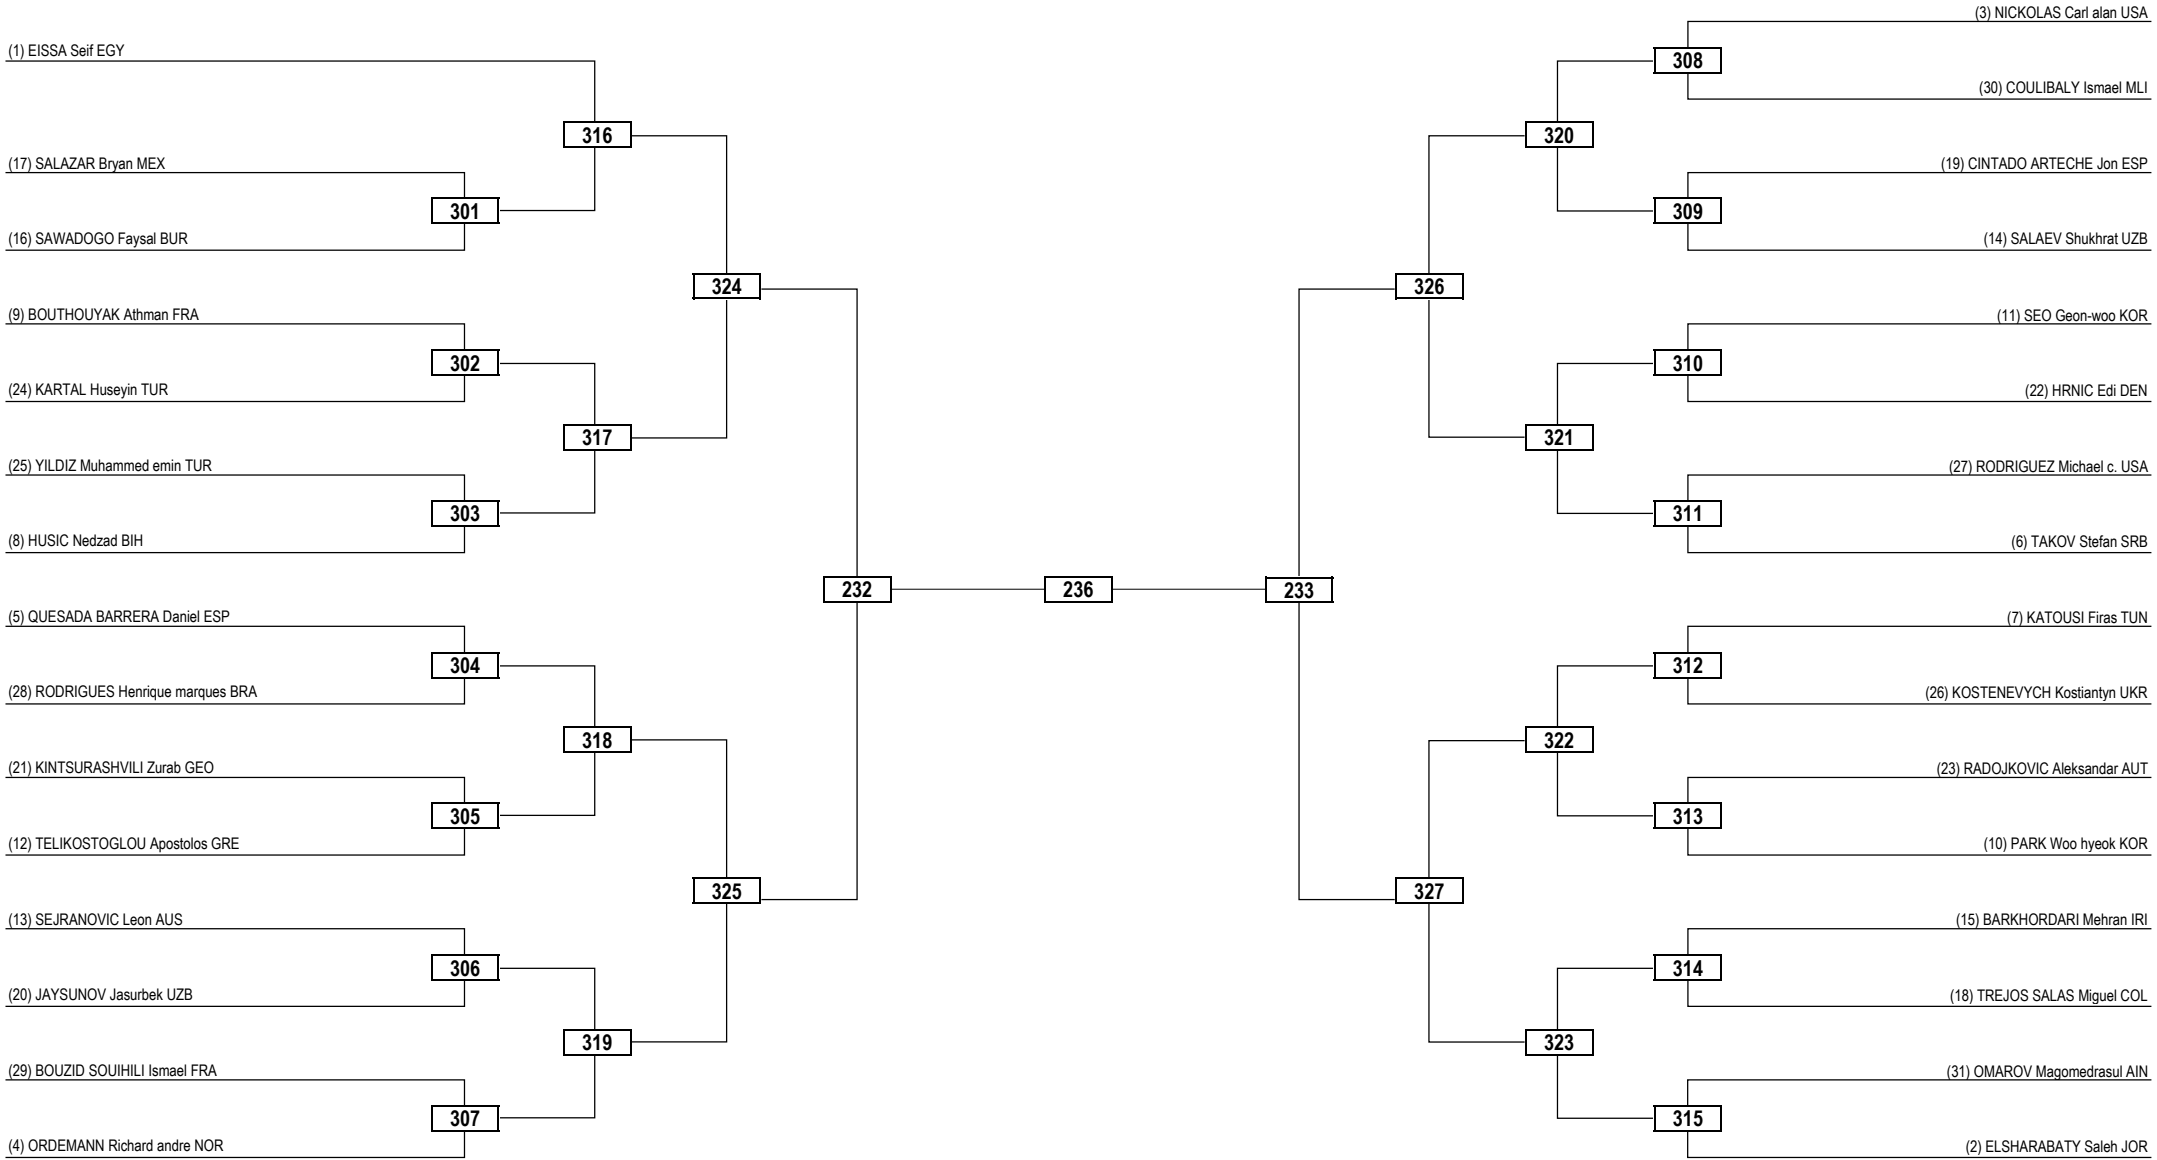 (1) EISSA Seif EGY
(17) SALAZAR Bryan MEX
(16) SAWADOGO Faysal BUR
(9) BOUTHOUYAK Athman FRA
(24) KARTAL Huseyin TUR
(25) YILDIZ Muhammed emin TUR
(8) HUSIC Nedzad BIH
(5) QUESADA BARRERA Daniel ESP
(28) RODRIGUES Henrique marques BRA
(21) KINTSURASHVILI Zurab GEO
(12) TELIKOSTOGLOU Apostolos GRE
(13) SEJRANOVIC Leon AUS
(20) JAYSUNOV Jasurbek UZB
(29) BOUZID SOUIHILI Ismael FRA
(4) ORDEMANN Richard andre NOR
301
302
303
304
305
306
307
316
317
318
319
324
325
232
236
233
326
327
320
321
322
323
308
309
310
311
312
313
314
315
(3) NICKOLAS Carl alan USA
(30) COULIBALY Ismael MLI
(19) CINTADO ARTECHE Jon ESP
(14) SALAEV Shukhrat UZB
(11) SEO Geon-woo KOR
(22) HRNIC Edi DEN
(27) RODRIGUEZ Michael c. USA
(6) TAKOV Stefan SRB
(7) KATOUSI Firas TUN
(26) KOSTENEVYCH Kostiantyn UKR
(23) RADOJKOVIC Aleksandar AUT
(10) PARK Woo hyeok KOR
(15) BARKHORDARI Mehran IRI
(18) TREJOS SALAS Miguel COL
(31) OMAROV Magomedrasul AIN
(2) ELSHARABATY Saleh JOR